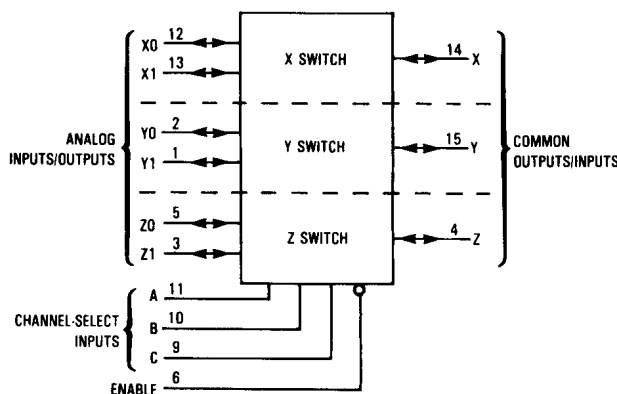 X0 12
X1 13
X SWITCH
14 X
ANALOG
INPUTS/OUTPUTS
Y0 2
Y1 1
Y SWITCH
15 Y
COMMON
OUTPUTS/INPUTS
Z0 5
Z1 3
Z SWITCH
4 Z
CHANNEL-SELECT
INPUTS
A 11
B 10
C 9
ENABLE 6